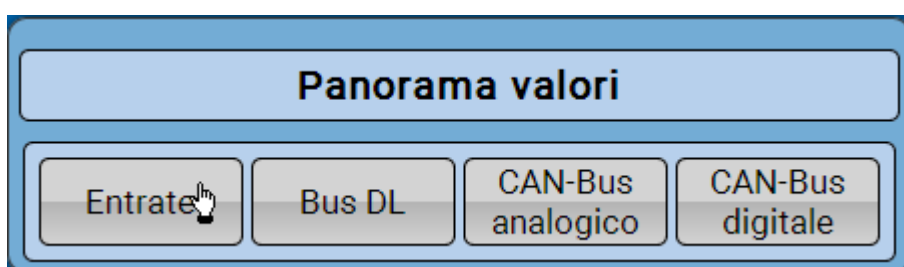 Panorama valori
Entrate
Bus DL
CAN-Bus
analogico
CAN-Bus
digitale